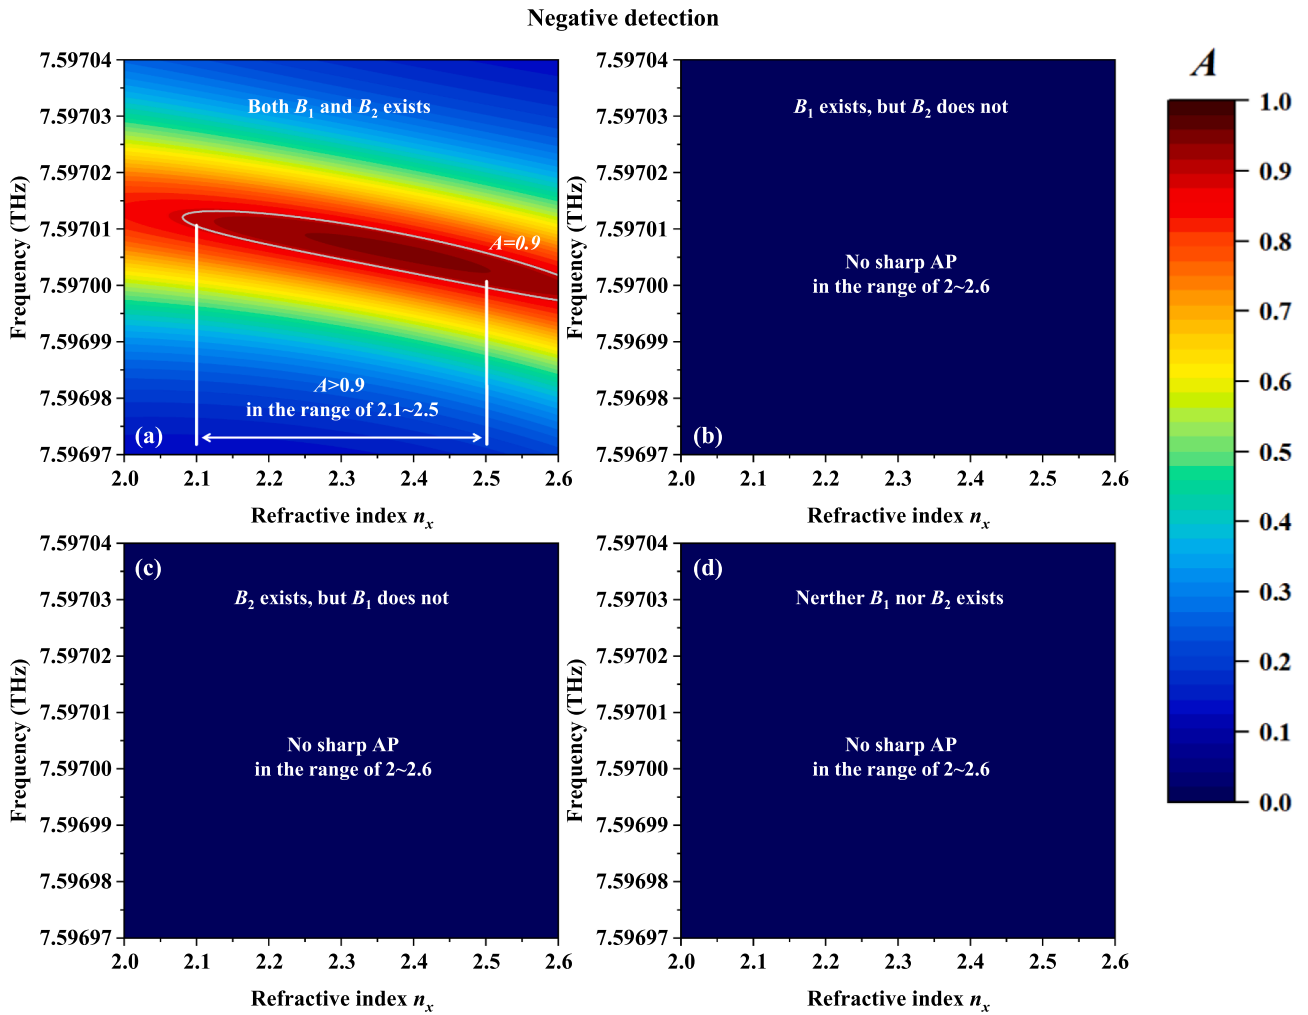 Negative detection
7.59704
7.59703
7.59702
7.59701
7.59700
7.59699
7.59698
7.59697
Frequency (THz)
Both B1 and B2 exists
A=0.9
A>0.9
in the range of 2.1~2.5
(a)
2.0 2.1 2.2 2.3 2.4 2.5 2.6
Refractive index nx
7.59704
7.59703
7.59702
7.59701
7.59700
7.59699
7.59698
7.59697
Frequency (THz)
B1 exists, but B2 does not
No sharp AP
in the range of 2~2.6
(b)
2.0 2.1 2.2 2.3 2.4 2.5 2.6
Refractive index nx
A
1.0
0.9
0.8
0.7
0.6
0.5
0.4
0.3
0.2
0.1
0.0
7.59704
7.59703
7.59702
7.59701
7.59700
7.59699
7.59698
7.59697
Frequency (THz)
(c)
B2 exists, but B1 does not
No sharp AP
in the range of 2~2.6
2.0 2.1 2.2 2.3 2.4 2.5 2.6
Refractive index nx
7.59704
7.59703
7.59702
7.59701
7.59700
7.59699
7.59698
7.59697
Frequency (THz)
(d)
Nerther B1 nor B2 exists
No sharp AP
in the range of 2~2.6
2.0 2.1 2.2 2.3 2.4 2.5 2.6
Refractive index nx